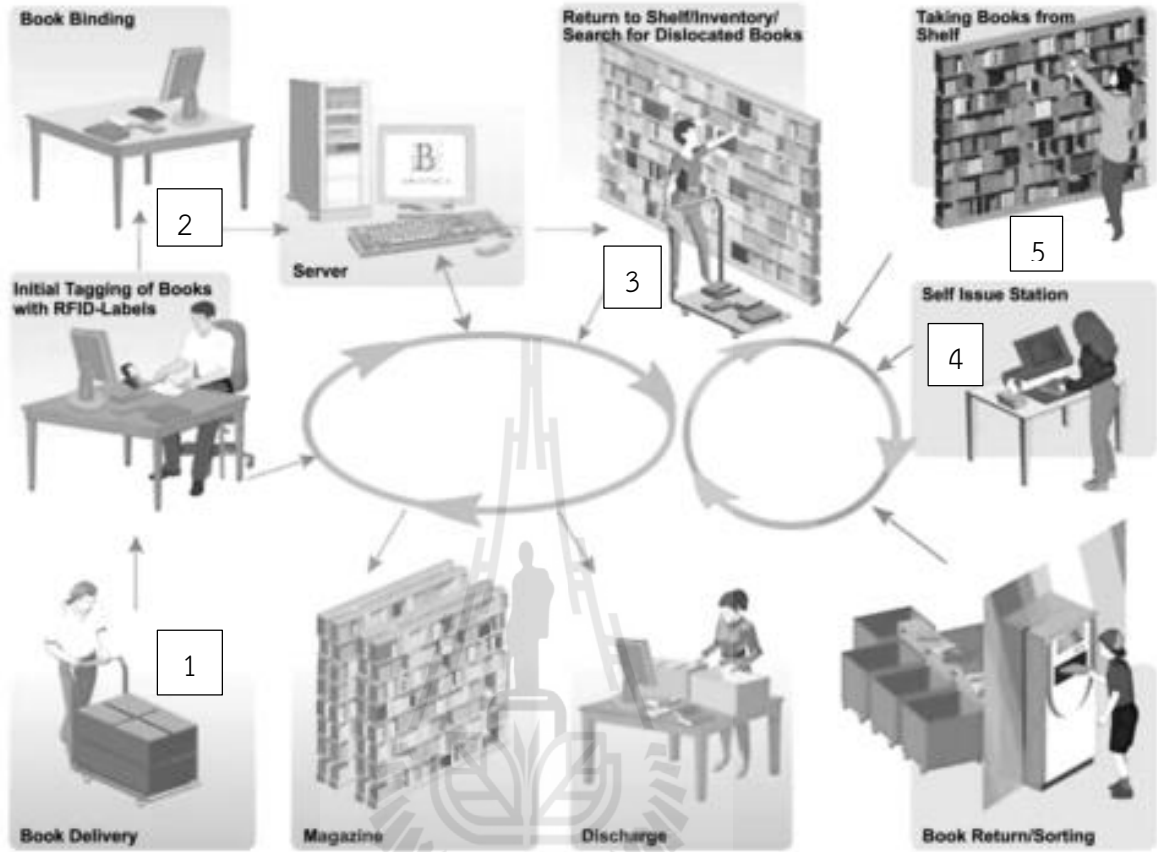 Book Binding
Return to Shelf/Inventory/
Search for Dislocated Books
Taking Books from
Shelf
B
2
Server
3
5
Initial Tagging of Books
with RFID-Labels
Self Issue Station
4
1
Book Delivery
Magazine
Discharge
Book Return/Sorting